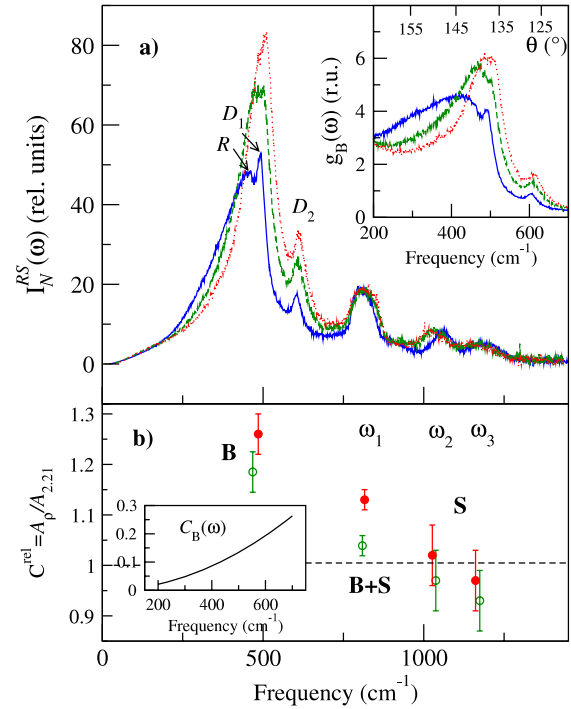 a)
I_N^RS(ω) (rel. units)
80
60
40
20
0
R
D₁
D₂
155
145
135
125
θ (°)
g_B(ω) (r.u.)
6
4
2
0
200
400
600
Frequency (cm⁻¹)
b)
C^rel=A_ρ/A_2.21
1.3
1.2
1.1
1
0.9
B
B+S
S
ω₁
ω₂
ω₃
C_B(ω)
0.3
0.2
0.1
0
200
400
600
Frequency (cm⁻¹)
0
500
1000
Frequency (cm⁻¹)